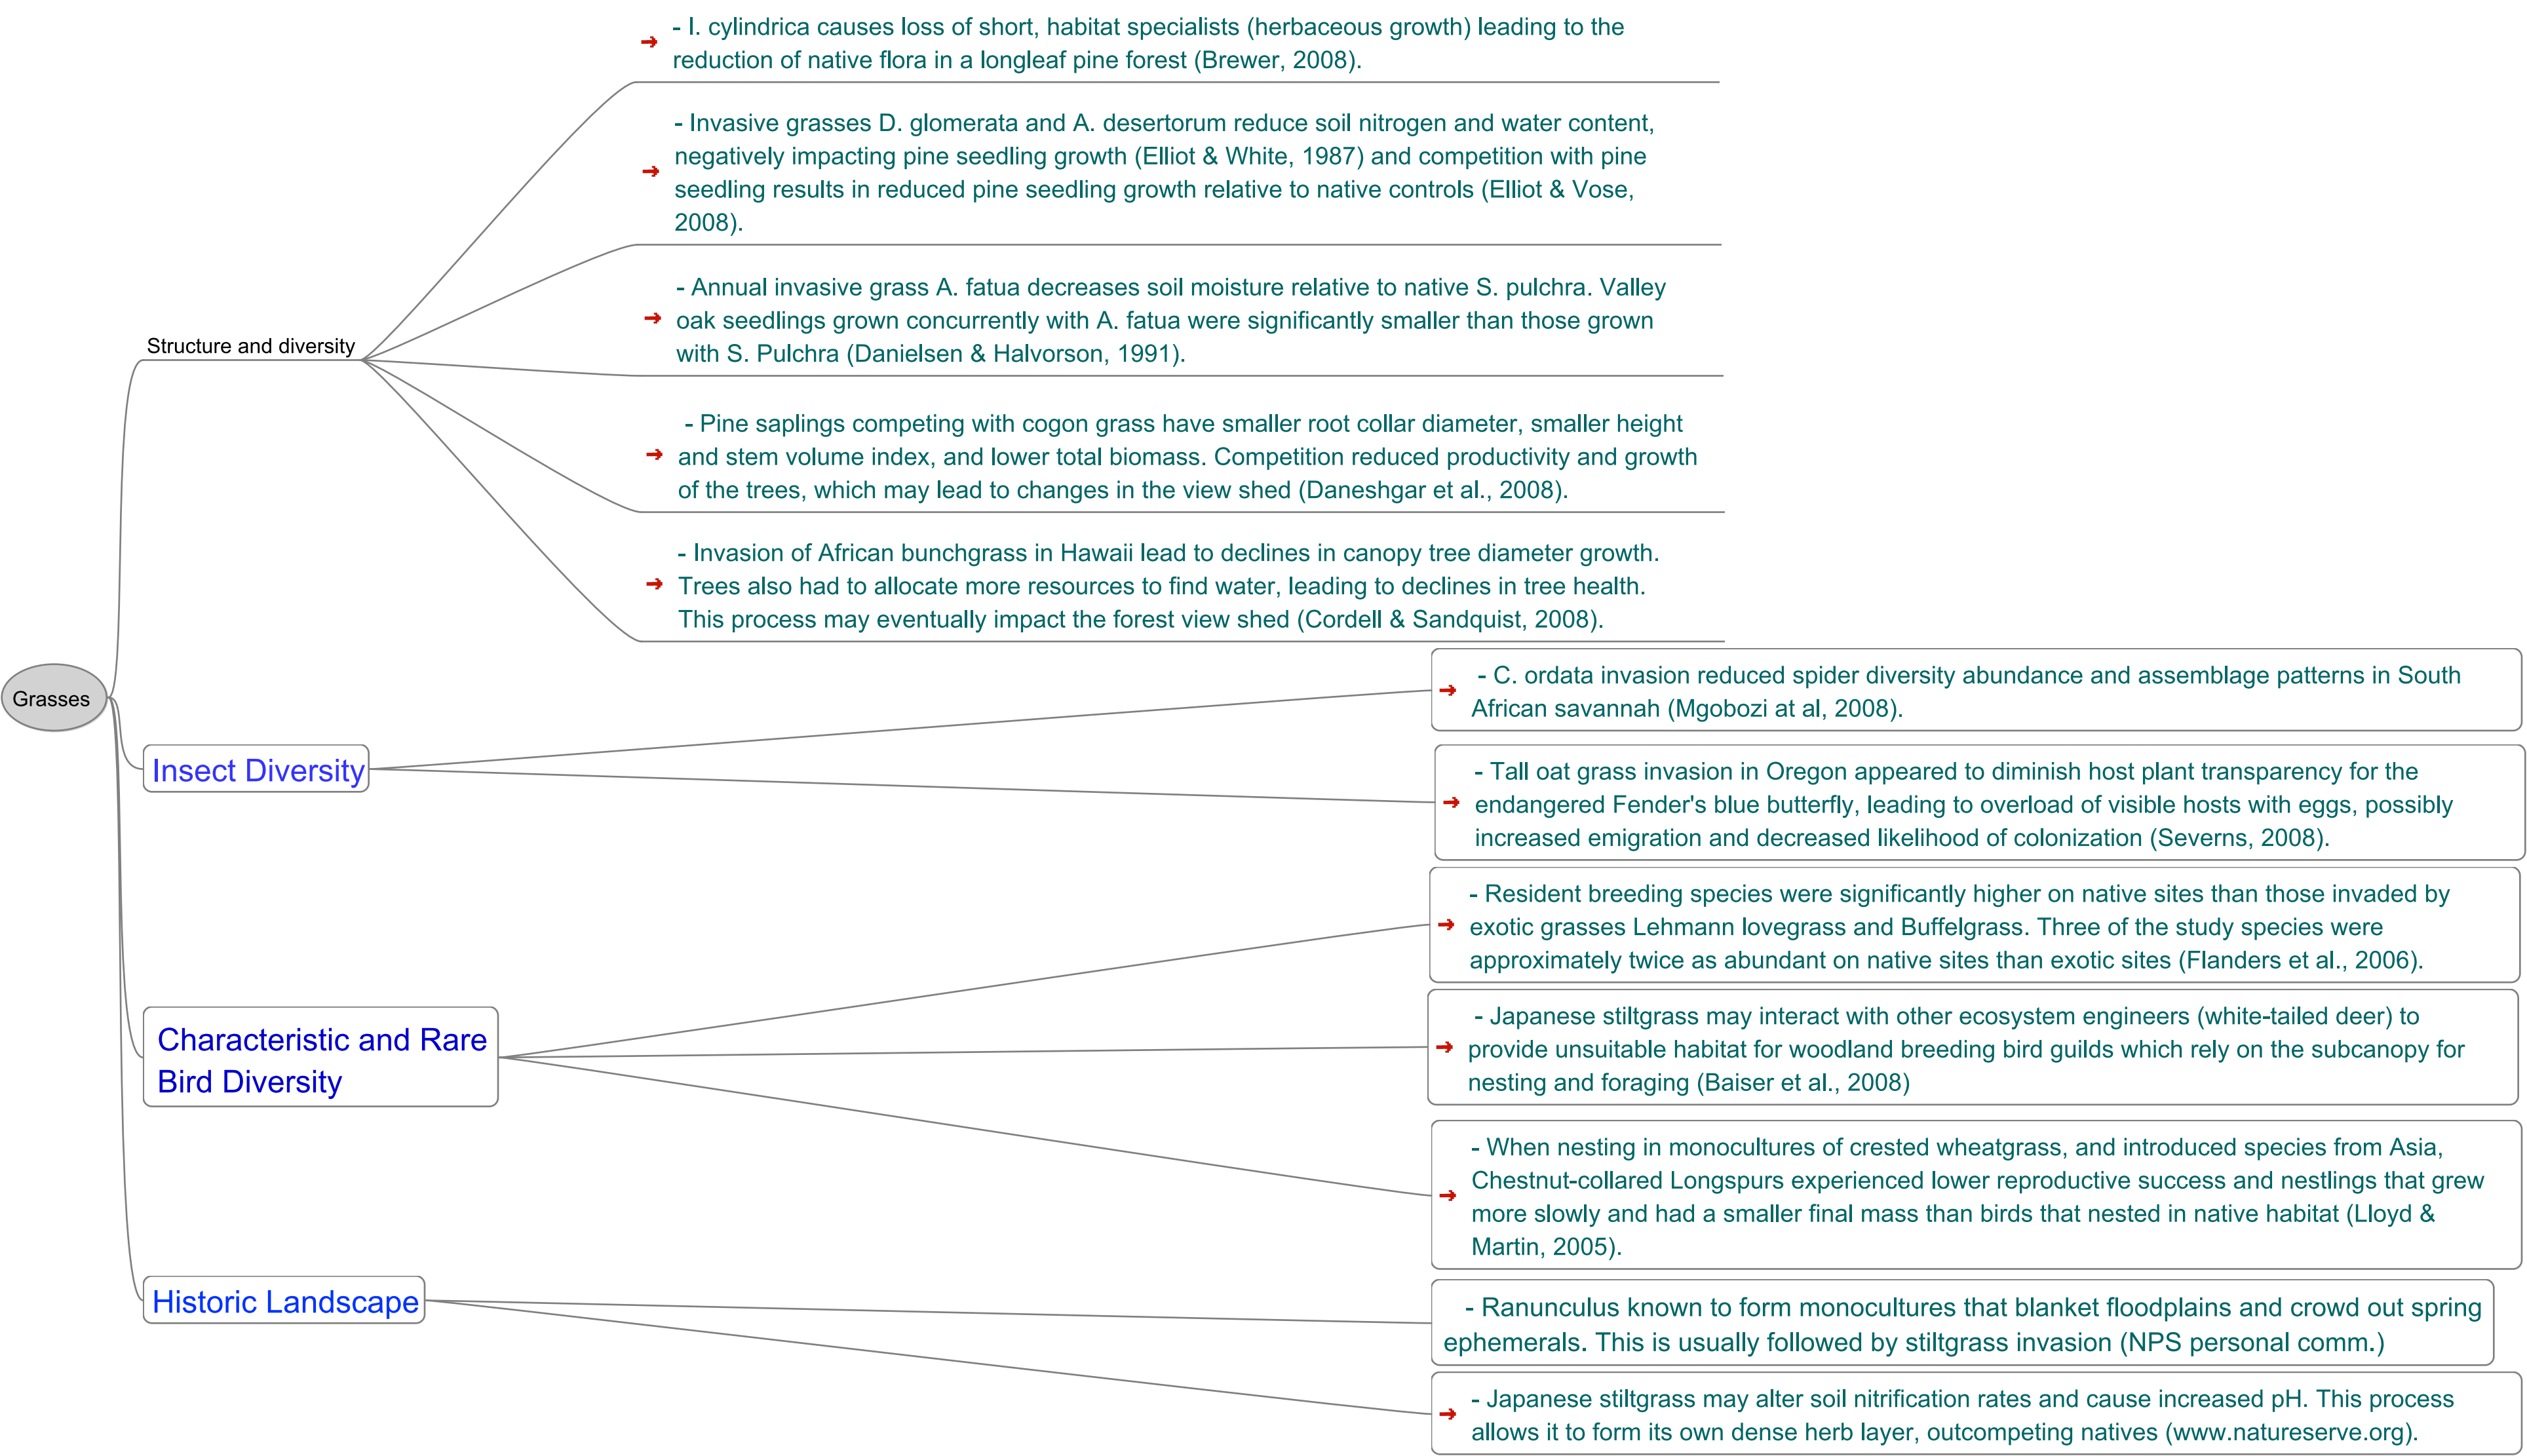 Grasses
Structure and diversity
- I. cylindrica causes loss of short, habitat specialists (herbaceous growth) leading to the
reduction of native flora in a longleaf pine forest (Brewer, 2008).
- Invasive grasses D. glomerata and A. desertorum reduce soil nitrogen and water content,
negatively impacting pine seedling growth (Elliot & White, 1987) and competition with pine
seedling results in reduced pine seedling growth relative to native controls (Elliot & Vose,
2008).
- Annual invasive grass A. fatua decreases soil moisture relative to native S. pulchra. Valley
oak seedlings grown concurrently with A. fatua were significantly smaller than those grown
with S. Pulchra (Danielsen & Halvorson, 1991).
- Pine saplings competing with cogon grass have smaller root collar diameter, smaller height
and stem volume index, and lower total biomass. Competition reduced productivity and growth
of the trees, which may lead to changes in the view shed (Daneshgar et al., 2008).
- Invasion of African bunchgrass in Hawaii lead to declines in canopy tree diameter growth.
Trees also had to allocate more resources to find water, leading to declines in tree health.
This process may eventually impact the forest view shed (Cordell & Sandquist, 2008).
Insect Diversity
- C. ordata invasion reduced spider diversity abundance and assemblage patterns in South
African savannah (Mgobozi at al, 2008).
- Tall oat grass invasion in Oregon appeared to diminish host plant transparency for the
endangered Fender's blue butterfly, leading to overload of visible hosts with eggs, possibly
increased emigration and decreased likelihood of colonization (Severns, 2008).
Characteristic and Rare
Bird Diversity
- Resident breeding species were significantly higher on native sites than those invaded by
exotic grasses Lehmann lovegrass and Buffelgrass. Three of the study species were
approximately twice as abundant on native sites than exotic sites (Flanders et al., 2006).
- Japanese stiltgrass may interact with other ecosystem engineers (white-tailed deer) to
provide unsuitable habitat for woodland breeding bird guilds which rely on the subcanopy for
nesting and foraging (Baiser et al., 2008)
- When nesting in monocultures of crested wheatgrass, and introduced species from Asia,
Chestnut-collared Longspurs experienced lower reproductive success and nestlings that grew
more slowly and had a smaller final mass than birds that nested in native habitat (Lloyd &
Martin, 2005).
Historic Landscape
- Ranunculus known to form monocultures that blanket floodplains and crowd out spring
ephemerals. This is usually followed by stiltgrass invasion (NPS personal comm.)
- Japanese stiltgrass may alter soil nitrification rates and cause increased pH. This process
allows it to form its own dense herb layer, outcompeting natives (www.natureserve.org).